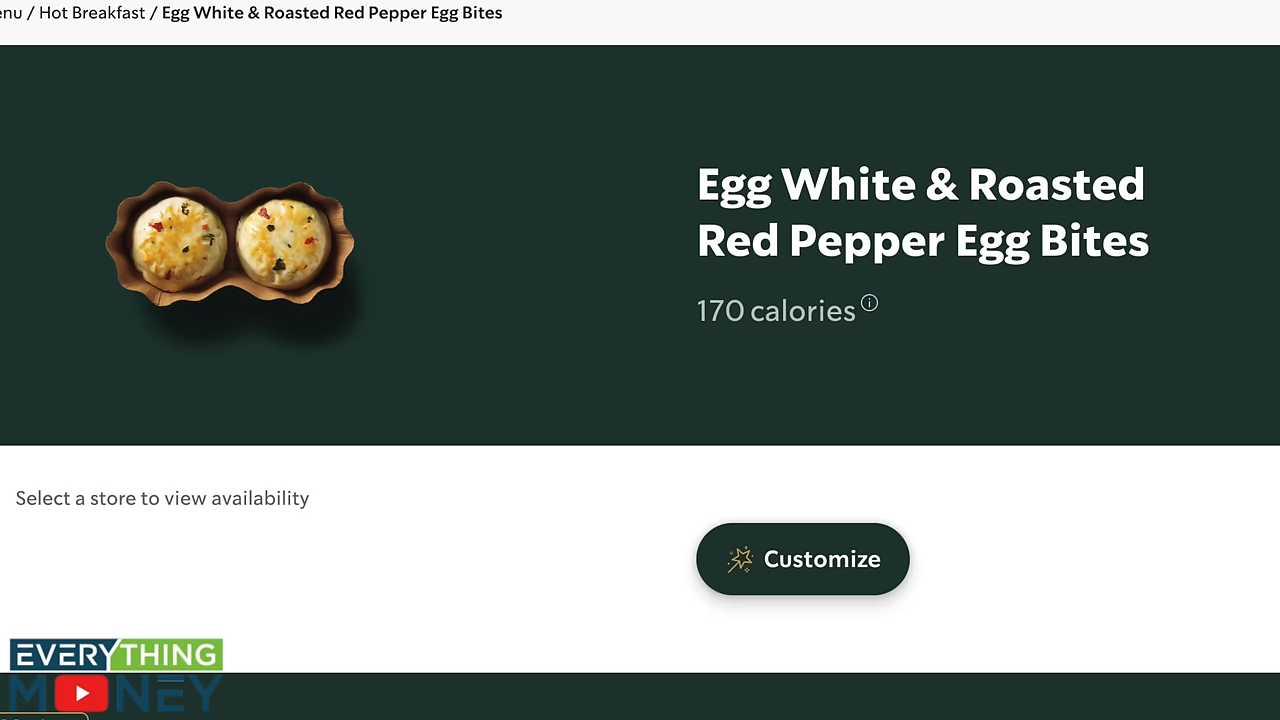 / Hot Breakfast / Egg White & Roasted Red Pepper Egg Bites
Egg White & Roasted
Red Pepper Egg Bites
170 calories
Select a store to view availability
Customize
EVERYTHING
MONEY